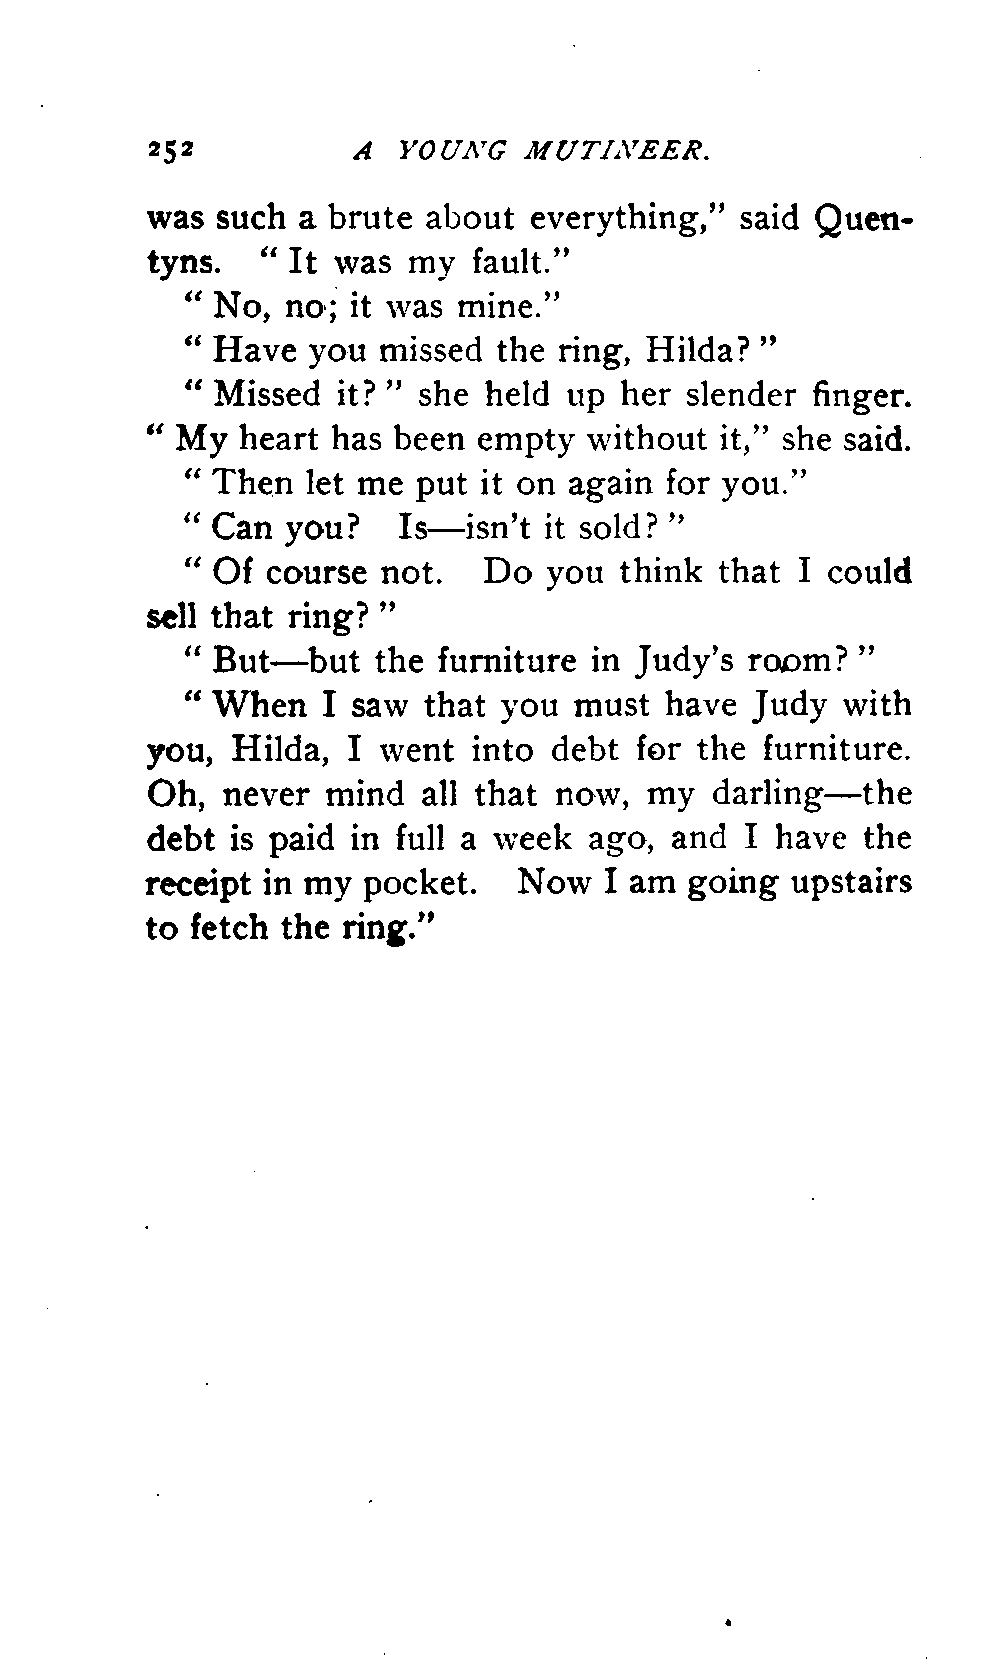 252 A YOUNG MUTINEER.
was such a brute about everything," said Quen-
tyns. " It was my fault."
" No, no; it was mine."
" Have you missed the ring, Hilda? "
" Missed it? " she held up her slender finger.
" My heart has been empty without it," she said.
" Then let me put it on again for you."
" Can you? Is—isn't it sold? "
" Of course not. Do you think that I could
sell that ring? "
" But—but the furniture in Judy's room? "
" When I saw that you must have Judy with
you, Hilda, I went into debt for the furniture.
Oh, never mind all that now, my darling—the
debt is paid in full a week ago, and I have the
receipt in my pocket. Now I am going upstairs
to fetch the ring."